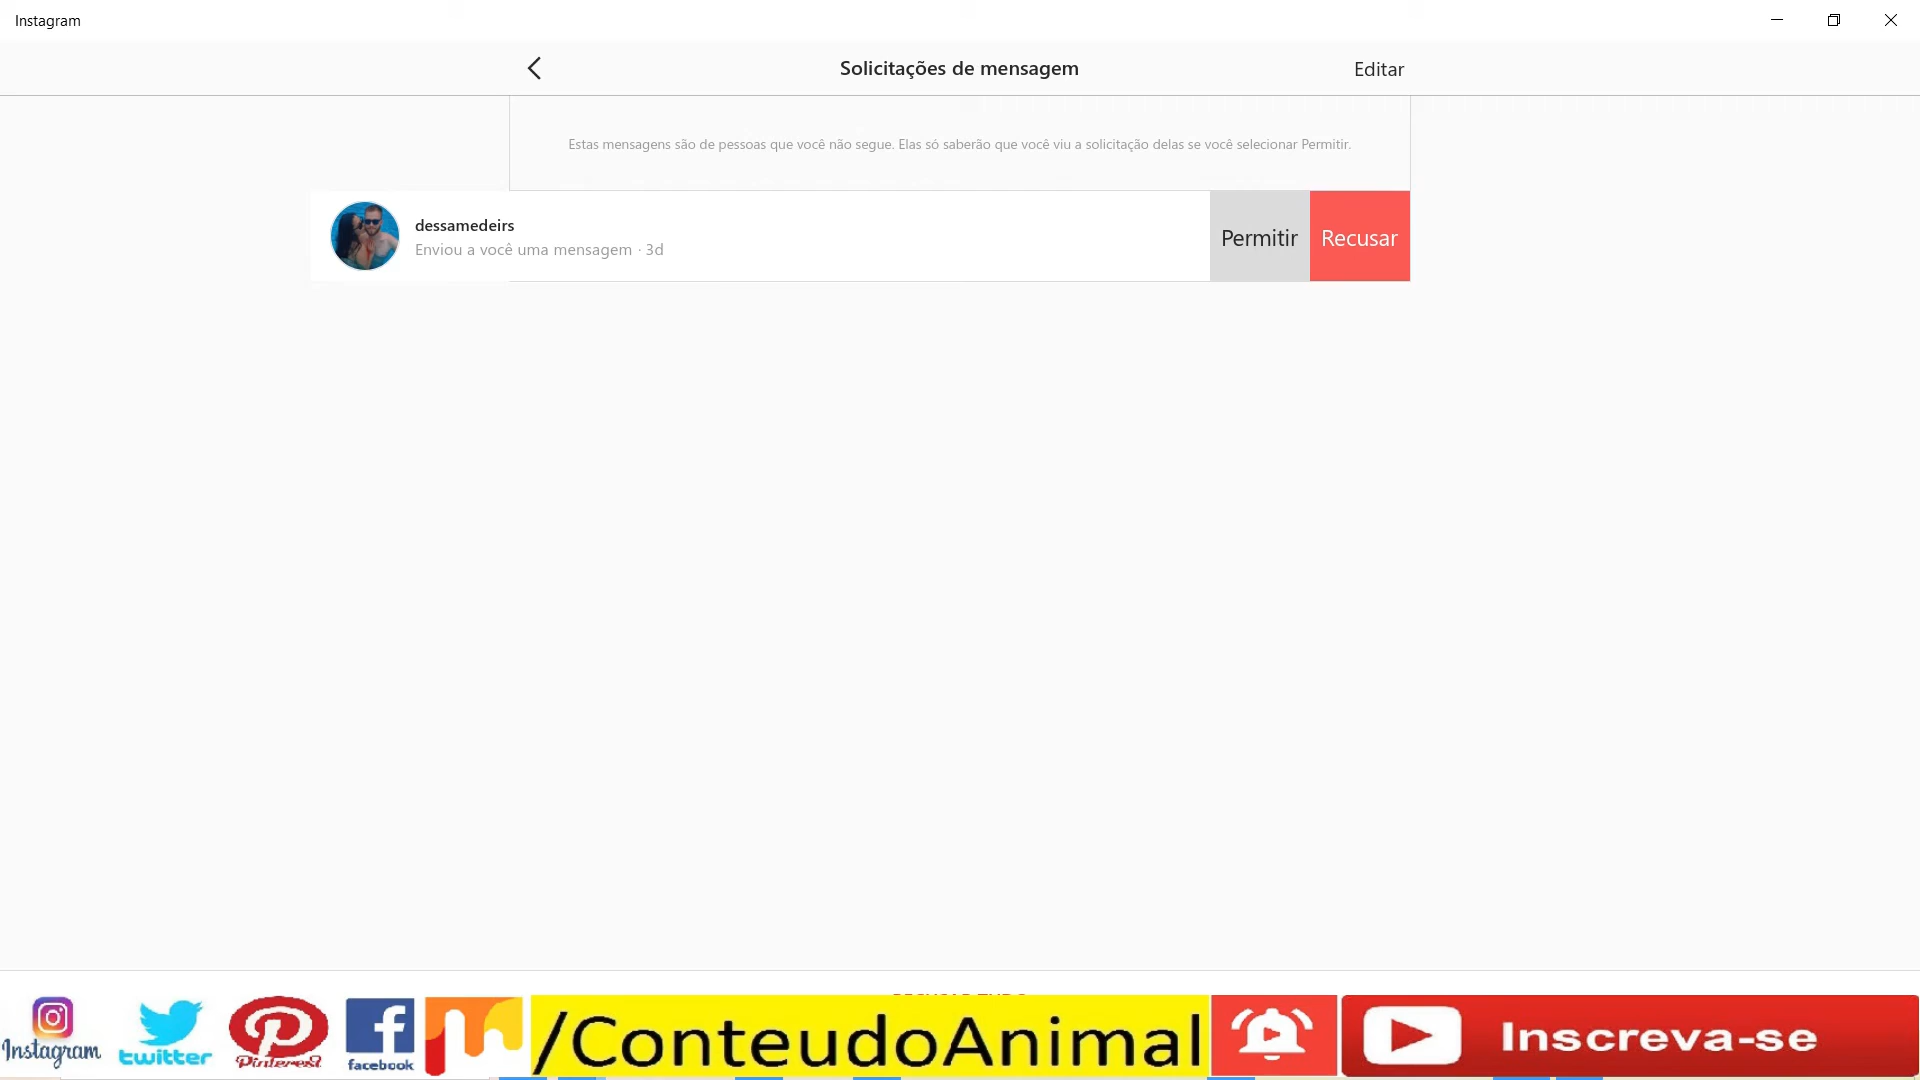 Instagram
Solicitações de mensagem
Editar
Estas mensagens são de pessoas que você não segue. Elas só saberão que você viu a solicitação delas se você selecionar Permitir.
dessamedeirs
Enviou a você uma mensagem · 3d
Permitir
Recusar
Instagram
twitter
Pinterest
facebook
/ConteudoAnimal
Inscreva-se